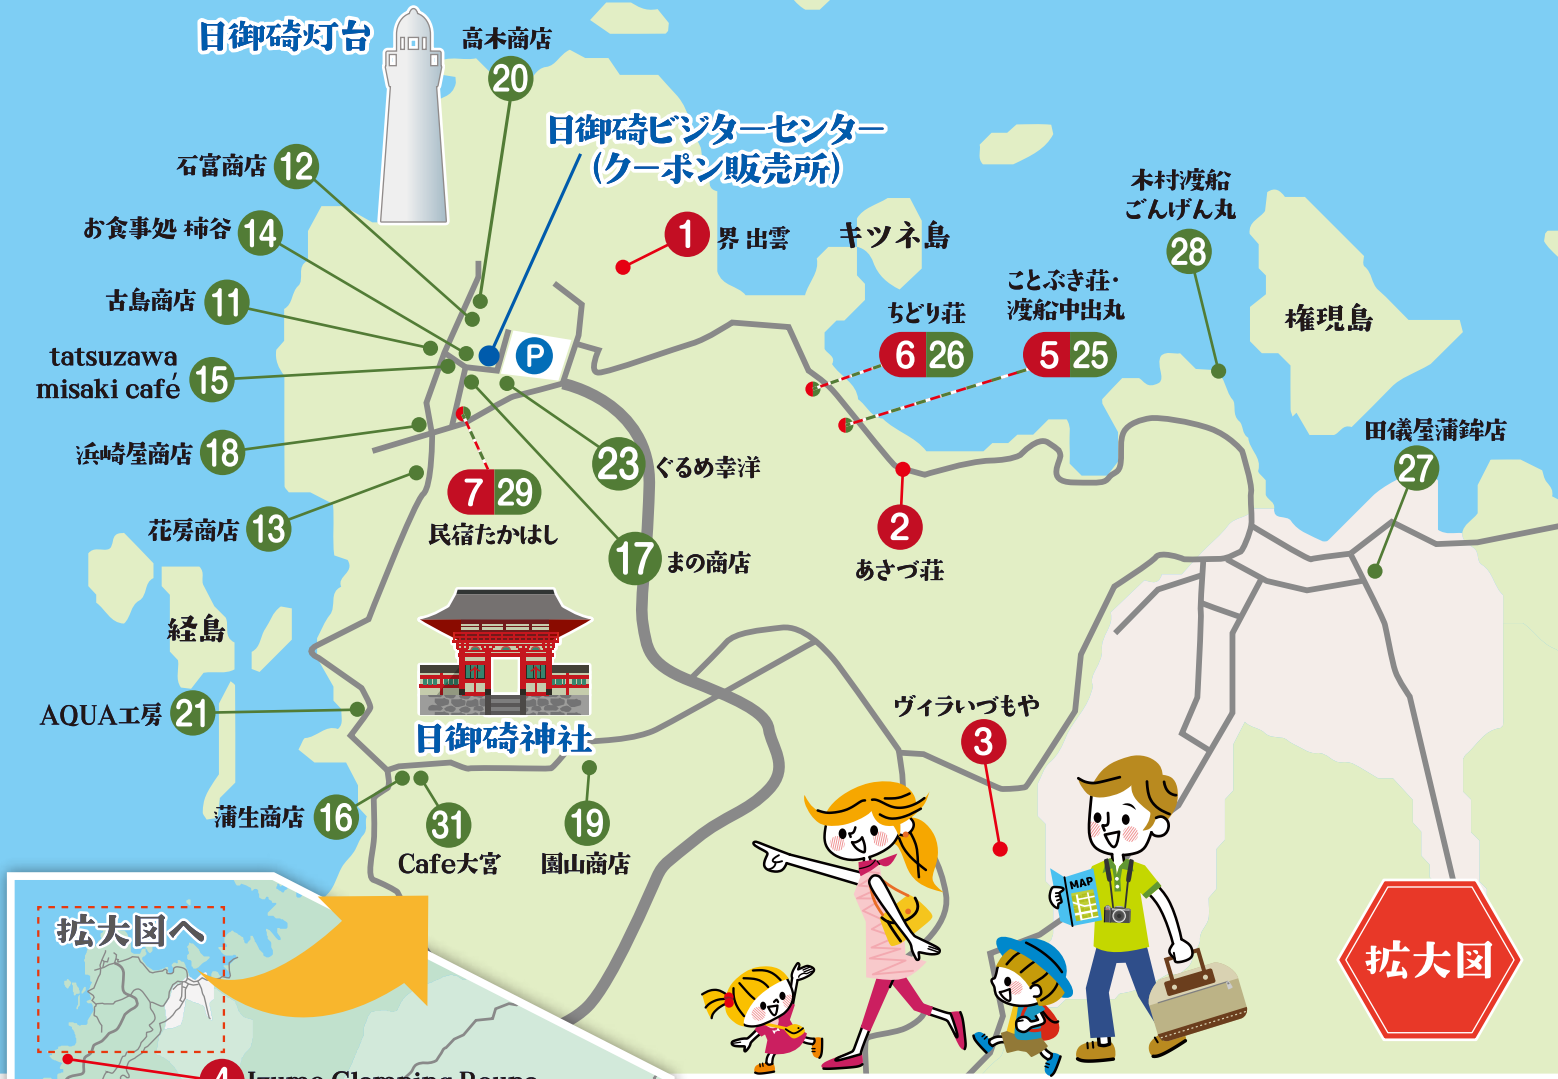 日御碕灯台
高木商店
20
日御碕ビジターセンター
(クーポン販売所)
石富商店 12
お食事処 柿谷 14
古島商店 11
tatsuzawa
misaki café
15
浜崎屋商店 18
花房商店 13
1 界 出雲
キツネ島
木村渡船
ごんげん丸
28
権現島
ちどり荘
6 26
ことぶき荘・
渡船中出丸
5 25
P
田儀屋蒲鉾店
27
23 ぐるめ幸洋
7 29
民宿たかはし
17 まの商店
2
あさづ荘
経島
AQUA工房 21
日御碕神社
ヴィラいづもや
3
蒲生商店 16
31
Cafe大宮
19
園山商店
MAP
拡大図へ
拡大図
4 Izumo Glamping Resns